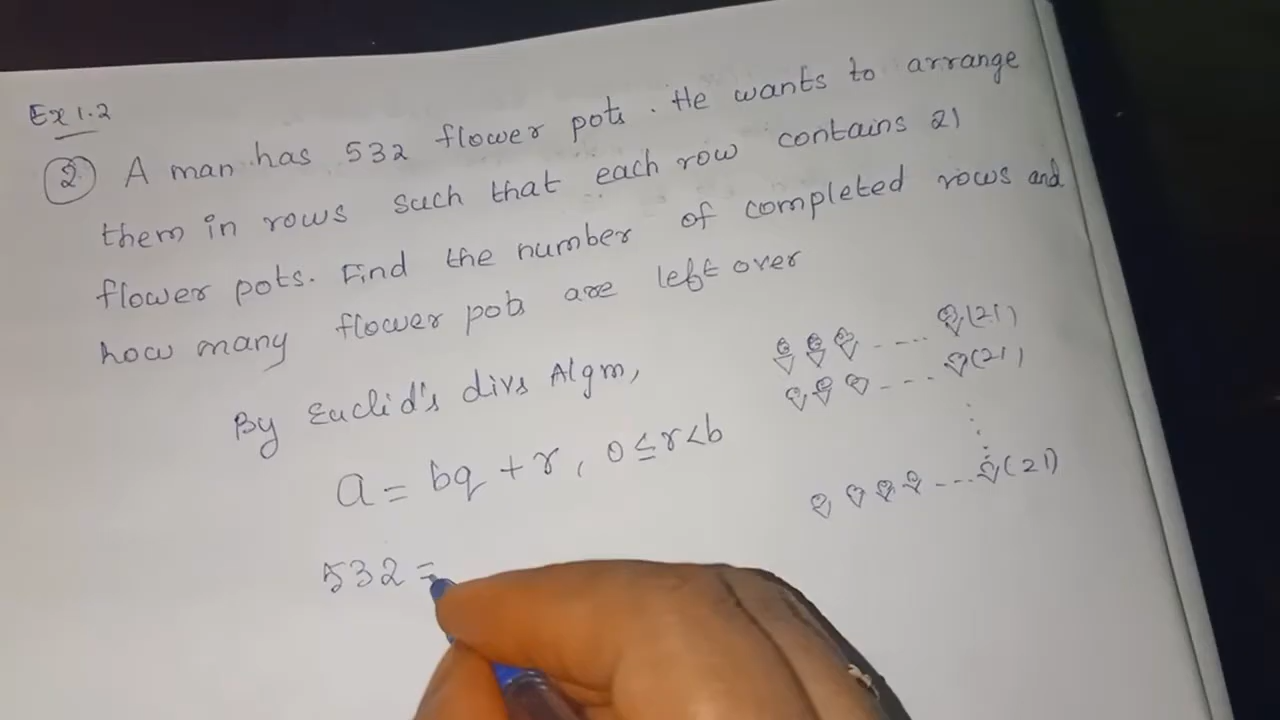 Ex 1.2
② A man has 532 flower pots. He wants to arrange
them in rows such that each row contains 21
flower pots. Find the number of completed rows and
how many flower pots are left over
By Euclid's divs Algm,
a = bq + r, 0 ≤ r < b
532 =
.... (21)
--- (21)
---- (21)